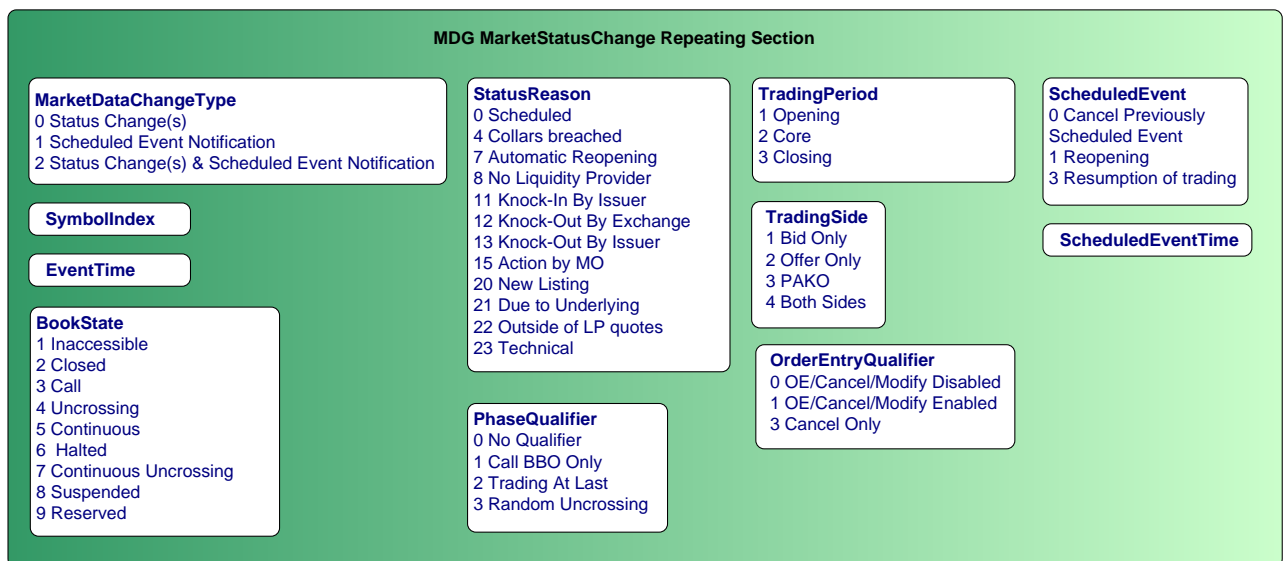 MDG MarketStatusChange Repeating Section
MarketDataChangeType
0 Status Change(s)
1 Scheduled Event Notification
2 Status Change(s) & Scheduled Event Notification
SymbolIndex
EventTime
BookState
1 Inaccessible
2 Closed
3 Call
4 Uncrossing
5 Continuous
6 Halted
7 Continuous Uncrossing
8 Suspended
9 Reserved
StatusReason
0 Scheduled
4 Collars breached
7 Automatic Reopening
8 No Liquidity Provider
11 Knock-In By Issuer
12 Knock-Out By Exchange
13 Knock-Out By Issuer
15 Action by MO
20 New Listing
21 Due to Underlying
22 Outside of LP quotes
23 Technical
PhaseQualifier
0 No Qualifier
1 Call BBO Only
2 Trading At Last
3 Random Uncrossing
TradingPeriod
1 Opening
2 Core
3 Closing
TradingSide
1 Bid Only
2 Offer Only
3 PAKO
4 Both Sides
OrderEntryQualifier
0 OE/Cancel/Modify Disabled
1 OE/Cancel/Modify Enabled
3 Cancel Only
ScheduledEvent
0 Cancel Previously
Scheduled Event
1 Reopening
3 Resumption of trading
ScheduledEventTime